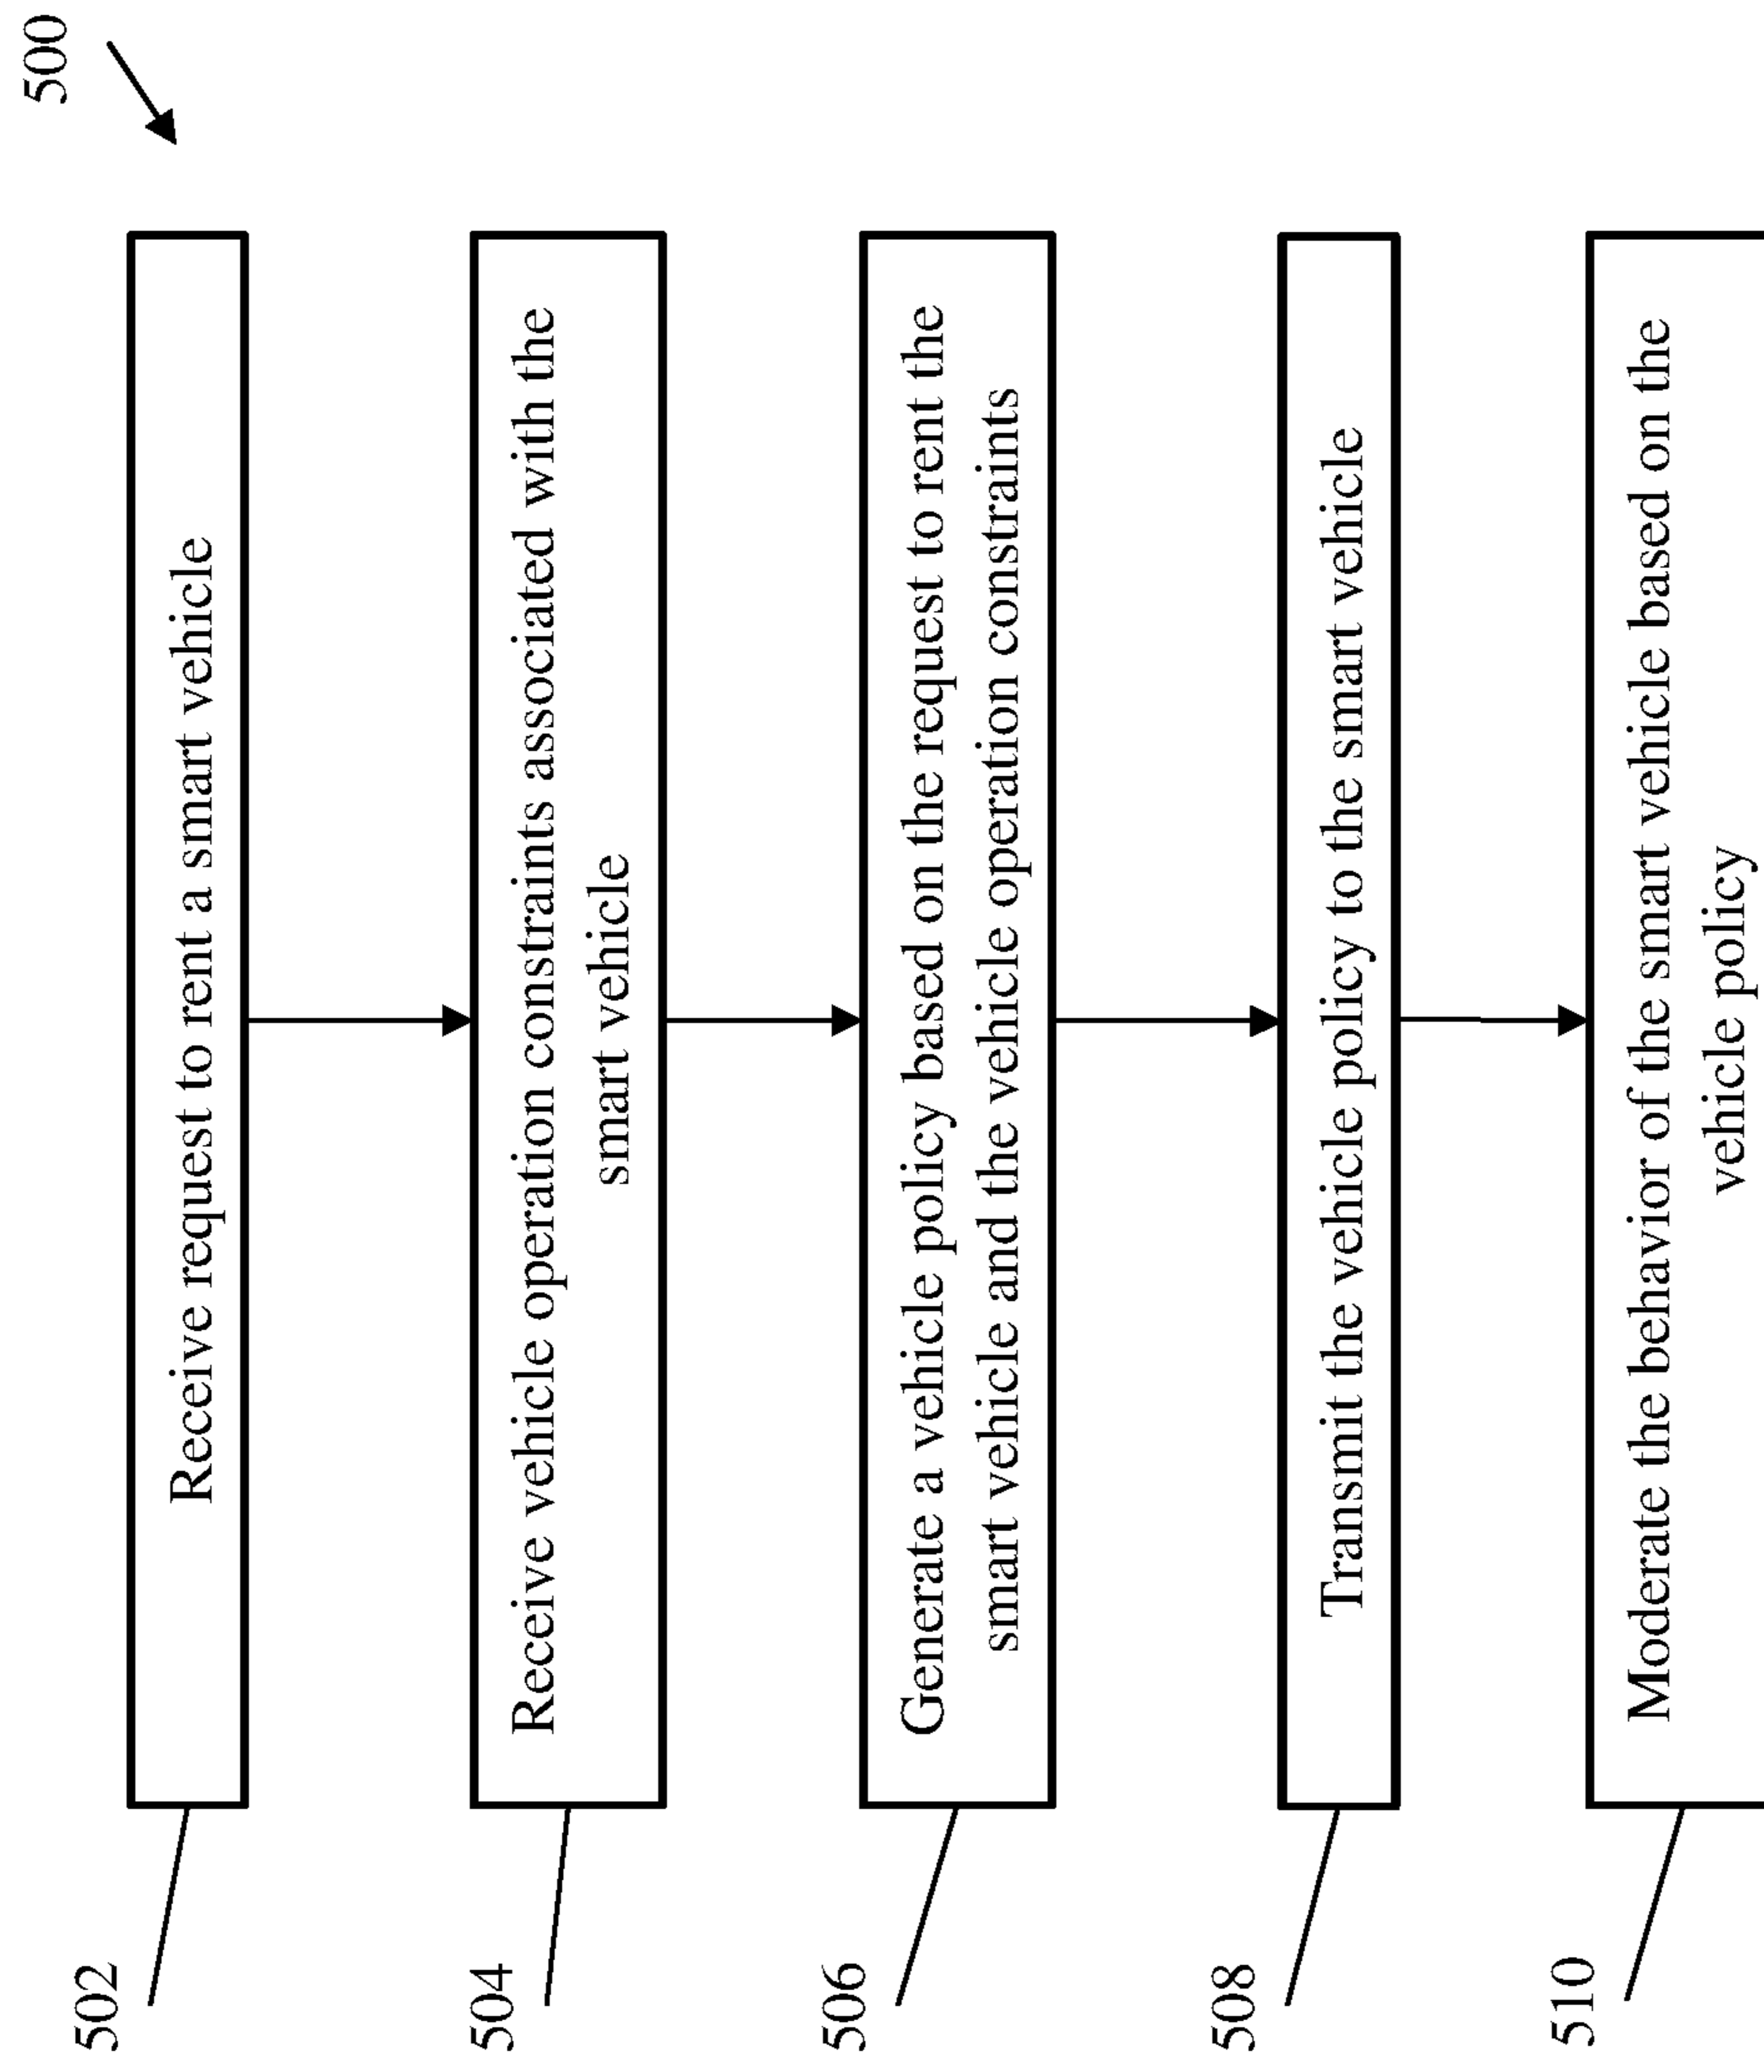 500
502
Receive request to rent a smart vehicle
504
Receive vehicle operation constraints associated with the
smart vehicle
506
Generate a vehicle policy based on the request to rent the
smart vehicle and the vehicle operation constraints
508
Transmit the vehicle policy to the smart vehicle
510
Moderate the behavior of the smart vehicle based on the
vehicle policy